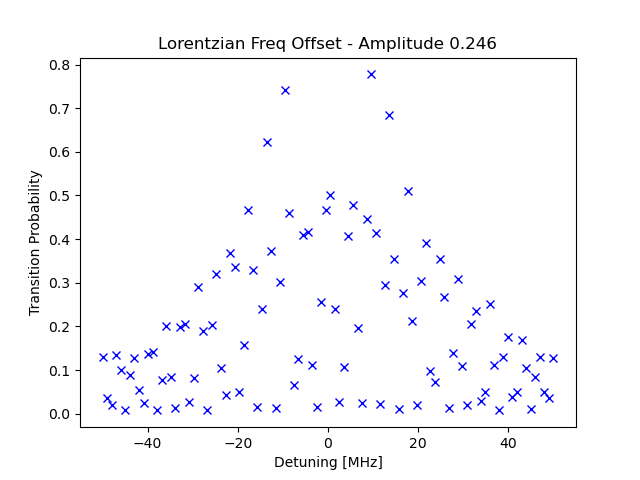 Lorentzian Freq Offset - Amplitude 0.246
0.8
0.7
0.6
0.5
0.4
0.3
0.2
0.1
0.0
Transition Probability
−40 −20 0 20 40
Detuning [MHz]